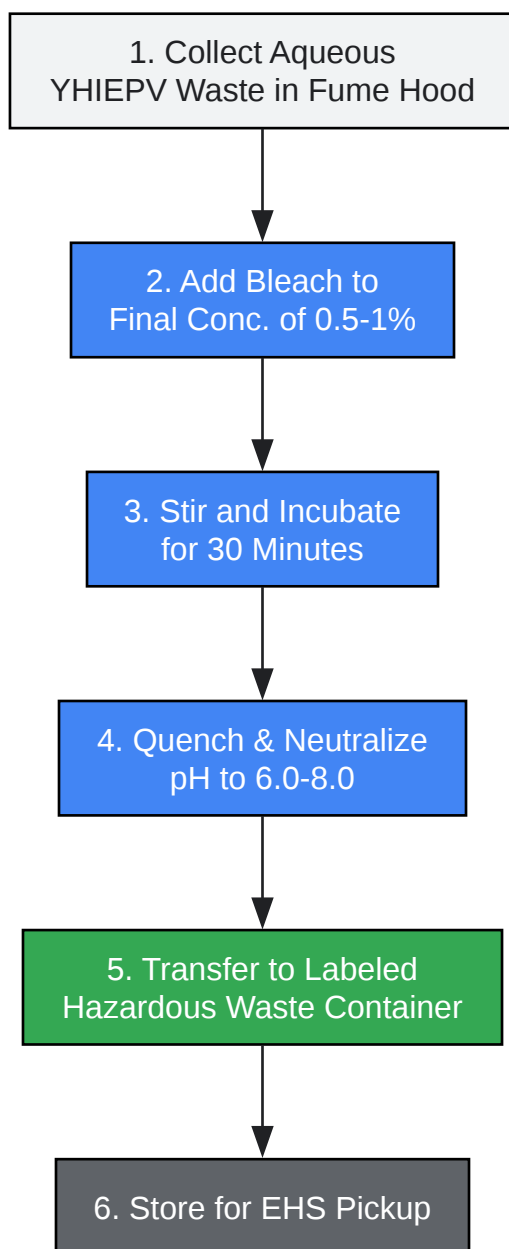 1. Collect Aqueous
YHIEPV Waste in Fume Hood
2. Add Bleach to
Final Conc. of 0.5-1%
3. Stir and Incubate
for 30 Minutes
4. Quench & Neutralize
pH to 6.0-8.0
5. Transfer to Labeled
Hazardous Waste Container
6. Store for EHS Pickup